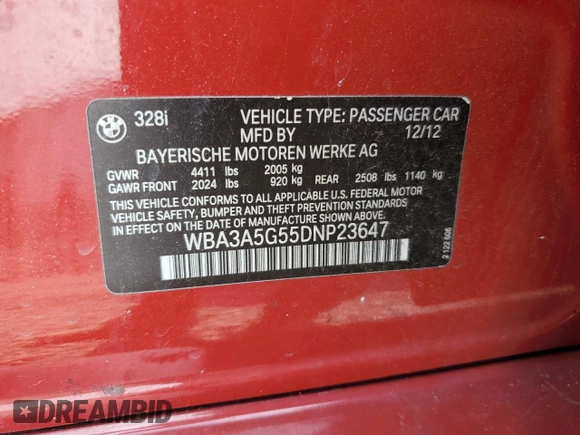 328i VEHICLE TYPE: PASSENGER CAR
MFD BY 12/12
BAYERISCHE MOTOREN WERKE AG
GVWR 4411 lbs 2005 kg
GAWR FRONT 2024 lbs 920 kg REAR 2508 lbs 1140 kg
THIS VEHICLE CONFORMS TO ALL APPLICABLE U.S. FEDERAL MOTOR
VEHICLE SAFETY, BUMPER AND THEFT PREVENTION STANDARDS
IN EFFECT ON THE DATE OF MANUFACTURE SHOWN ABOVE.
WBA3A5G55DNP23647
2 122 606
DREAMBID